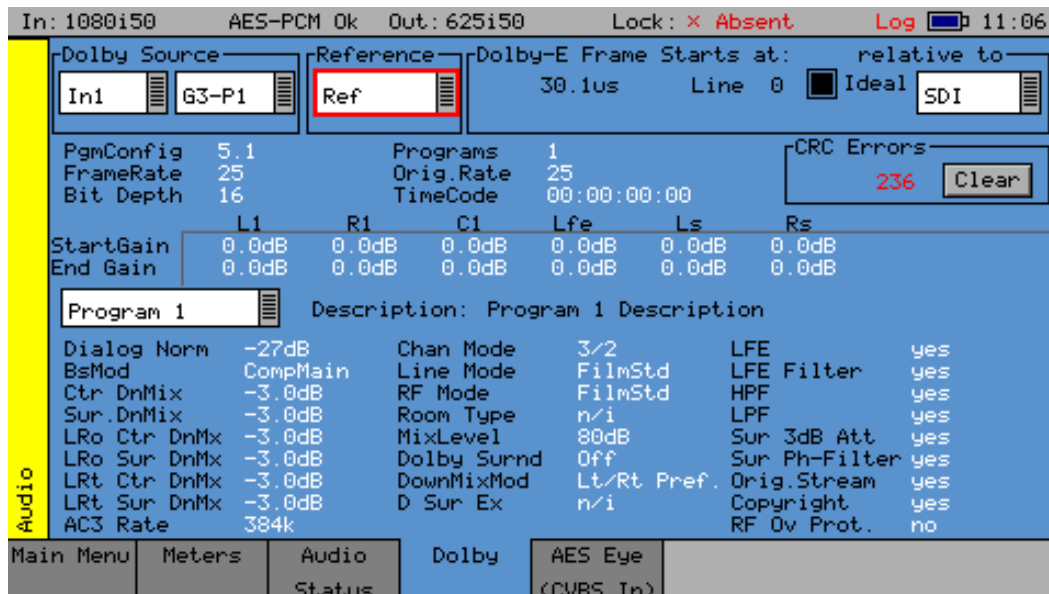 In: 1080i50 AES-PCM Ok Out: 625i50 Lock: × Absent Log 11:06
Dolby Source Reference Dolby-E Frame Starts at: relative to
In1 G3-P1 Ref 30.1us Line 0 Ideal SDI
PgmConfig 5.1 Programs 1 CRC Errors
FrameRate 25 Orig.Rate 25 236 Clear
Bit Depth 16 TimeCode 00:00:00:00
L1 R1 C1 Lfe Ls Rs
StartGain 0.0dB 0.0dB 0.0dB 0.0dB 0.0dB 0.0dB
End Gain 0.0dB 0.0dB 0.0dB 0.0dB 0.0dB 0.0dB
Program 1 Description: Program 1 Description
Dialog Norm -27dB Chan Mode 3/2 LFE yes
BsMod CompMain Line Mode FilmStd LFE Filter yes
Ctr DnMix -3.0dB RF Mode FilmStd HPF yes
Sur.DnMix -3.0dB Room Type n/i LPF yes
LRo Ctr DnMx -3.0dB MixLevel 80dB Sur 3dB Att yes
LRo Sur DnMx -3.0dB Dolby Surnd Off Sur Ph-Filter yes
LRt Ctr DnMx -3.0dB DownMixMod Lt/Rt Pref. Orig.Stream yes
LRt Sur DnMx -3.0dB D Sur Ex n/i Copyright yes
AC3 Rate 384k RF Ov Prot. no
Audio
Main Menu Meters Audio Dolby AES Eye
Status (CVBS In)